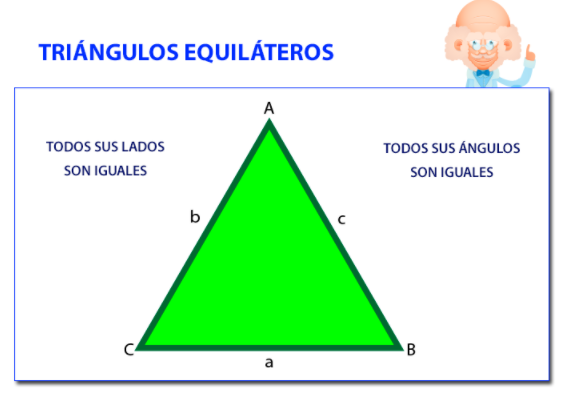 TRIÁNGULOS EQUILÁTEROS
A
TODOS SUS LADOS
SON IGUALES
TODOS SUS ÁNGULOS
SON IGUALES
b
c
C
B
a